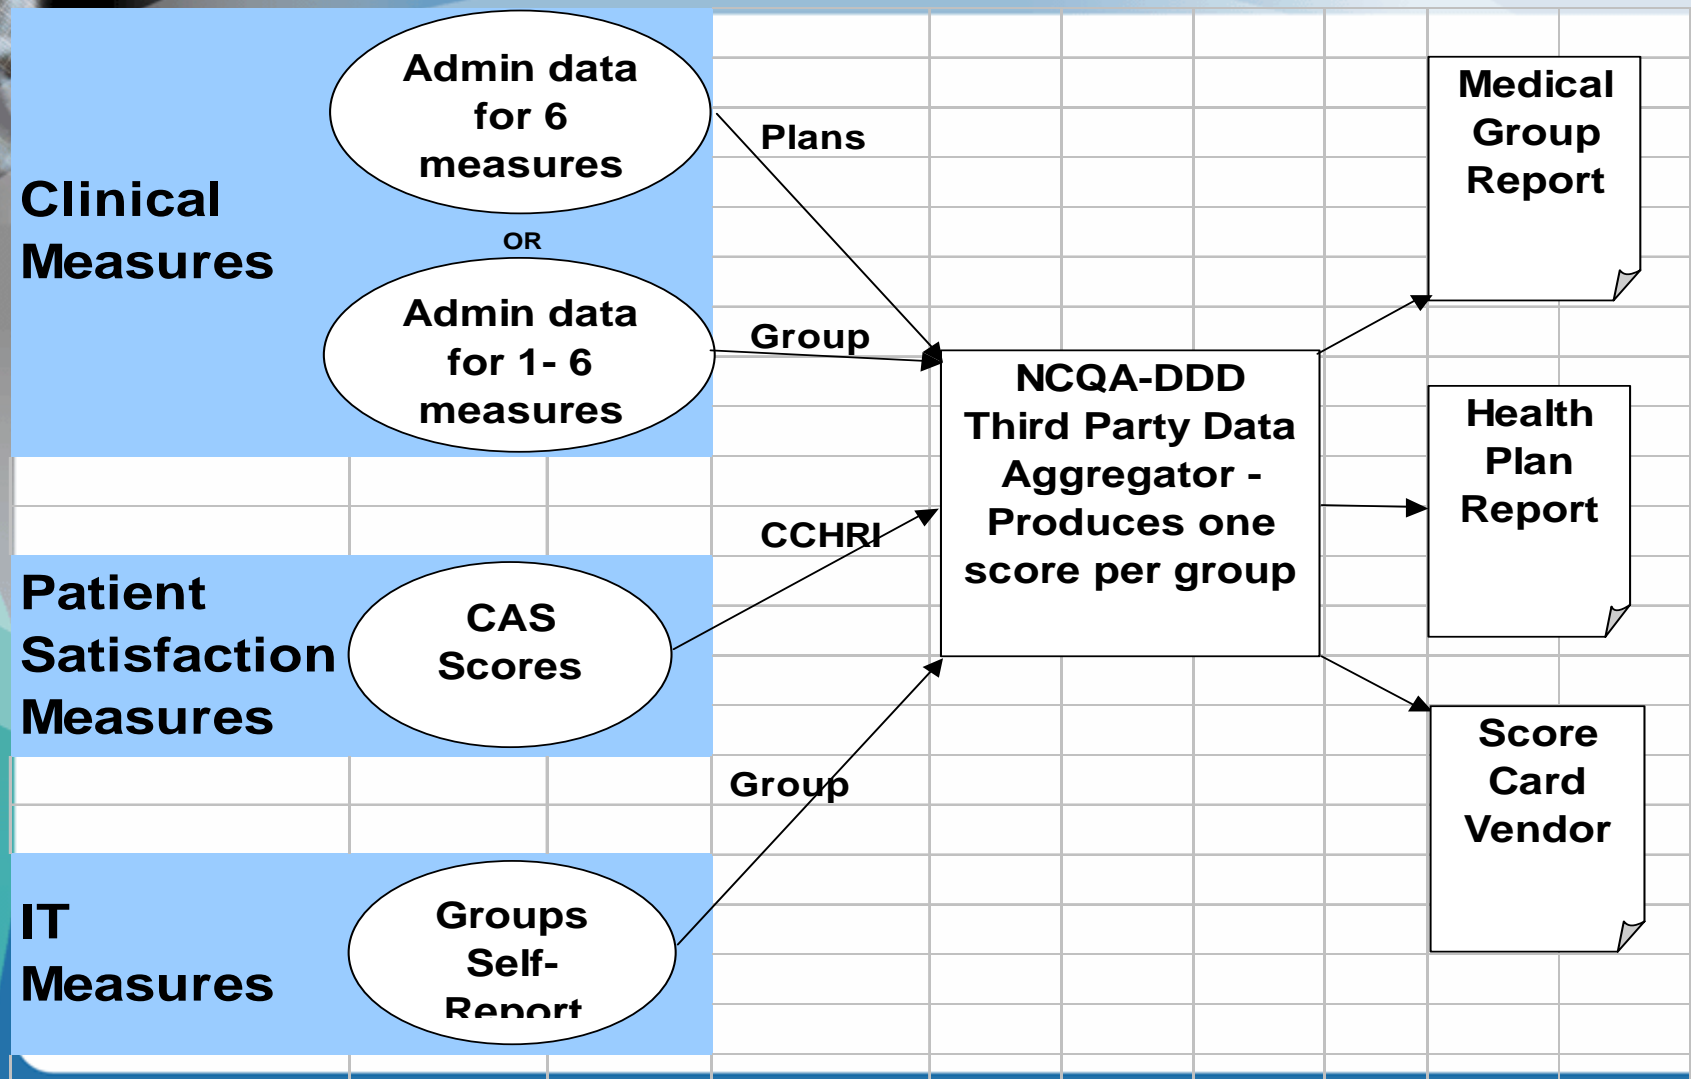 Clinical
Measures
Admin data
for 6
measures
OR
Admin data
for 1- 6
measures
Plans
Group
Patient
Satisfaction
Measures
CAS
Scores
CCHRI
IT
Measures
Groups
Self-
Report
Group
NCQA-DDD
Third Party Data
Aggregator -
Produces one
score per group
Medical
Group
Report
Health
Plan
Report
Score
Card
Vendor